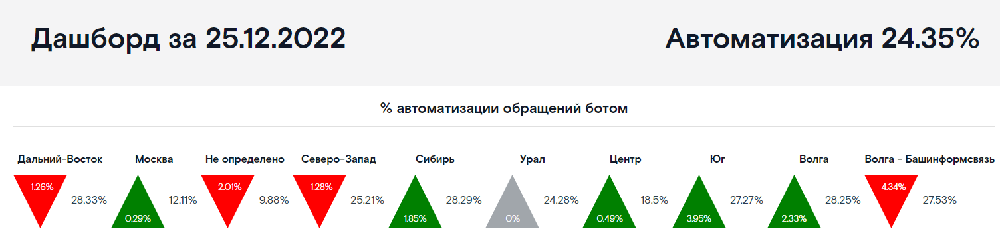 Дашборд за 25.12.2022
Автоматизация 24.35%
% автоматизации обращений ботом
Дальний-Восток
-1.26%
28.33%
Москва
0.29%
12.11%
Не определено
-2.01%
9.88%
Северо-Запад
-1.28%
25.21%
Сибирь
1.85%
28.29%
Урал
0%
24.28%
Центр
0.49%
18.5%
Юг
3.95%
27.27%
Волга
2.33%
28.25%
Волга - Башинформсвязь
-4.34%
27.53%